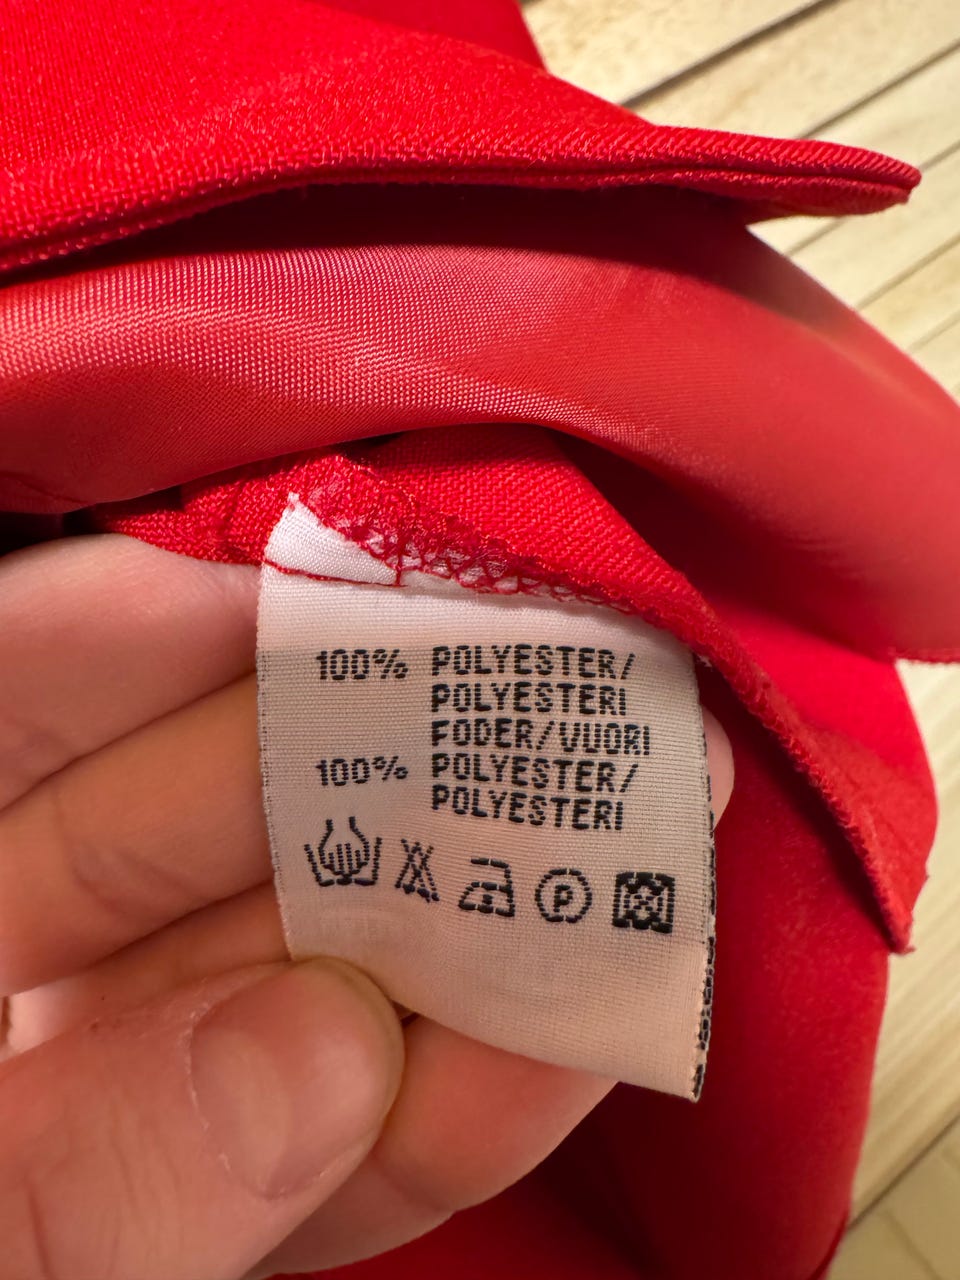 100% POLYESTER/
POLYESTERI
FODER/VUORI
100% POLYESTER/
POLYESTERI
P